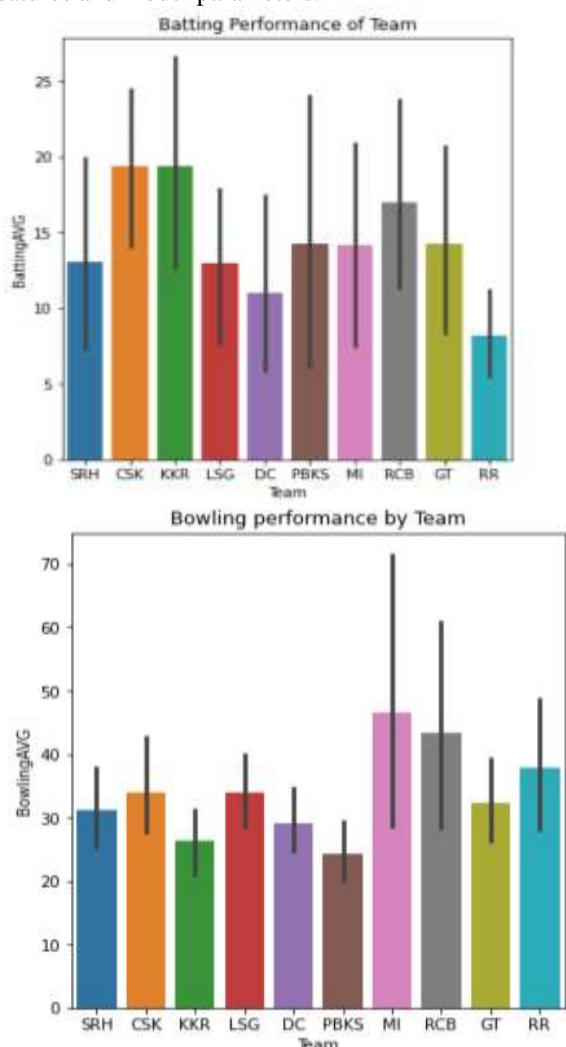 Batting Performance of Team
BattingAVG
25
20
15
10
5
0
SRH CSK KKR LSG DC PBKS MI RCB GT RR
Team
Bowling performance by Team
BowlingAVG
70
60
50
40
30
20
10
0
SRH CSK KKR LSG DC PBKS MI RCB GT RR
Team